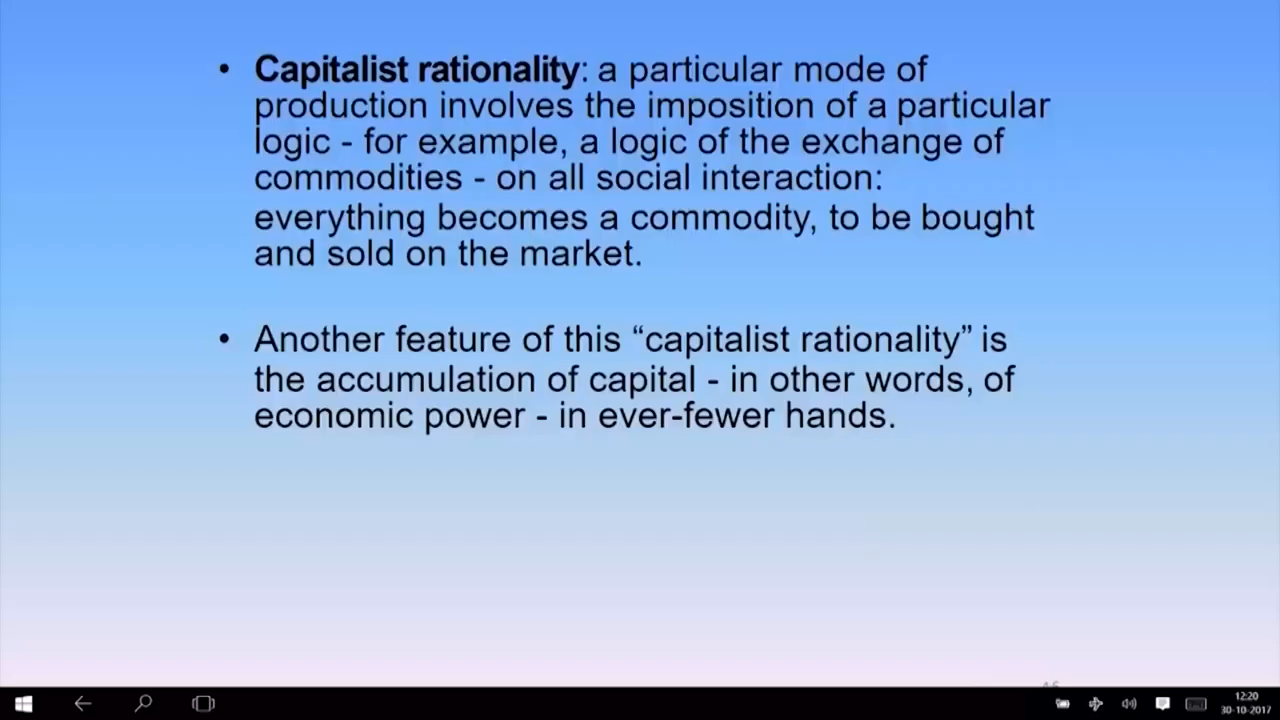 • Capitalist rationality: a particular mode of
production involves the imposition of a particular
logic - for example, a logic of the exchange of
commodities - on all social interaction:
everything becomes a commodity, to be bought
and sold on the market.
• Another feature of this “capitalist rationality” is
the accumulation of capital - in other words, of
economic power - in ever-fewer hands.
12:20
30-10-2017